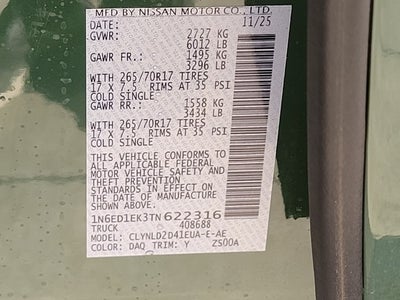 MFD BY NISSAN MOTOR CO., LTD.
DATE: 11/25
GVWR: 2727 KG
6012 LB
GAWR FR.: 1495 KG
3296 LB
WITH 265/70R17 TIRES
17 X 7.5 RIMS AT 35 PSI
COLD SINGLE
GAWR RR.: 1558 KG
3434 LB
WITH 265/70R17 TIRES
17 X 7.5 RIMS AT 35 PSI
COLD SINGLE
THIS VEHICLE CONFORMS TO
ALL APPLICABLE FEDERAL
MOTOR VEHICLE SAFETY AND
THEFT PREVENTION
STANDARDS IN EFFECT ON
THE DATE OF MANUFACTURE
SHOWN ABOVE
1N6ED1EK3TN622316
TRUCK 408688
MODEL: CLYNLD2D41EUA-E-AE
COLOR: DAQ TRIM: Y ZS00A